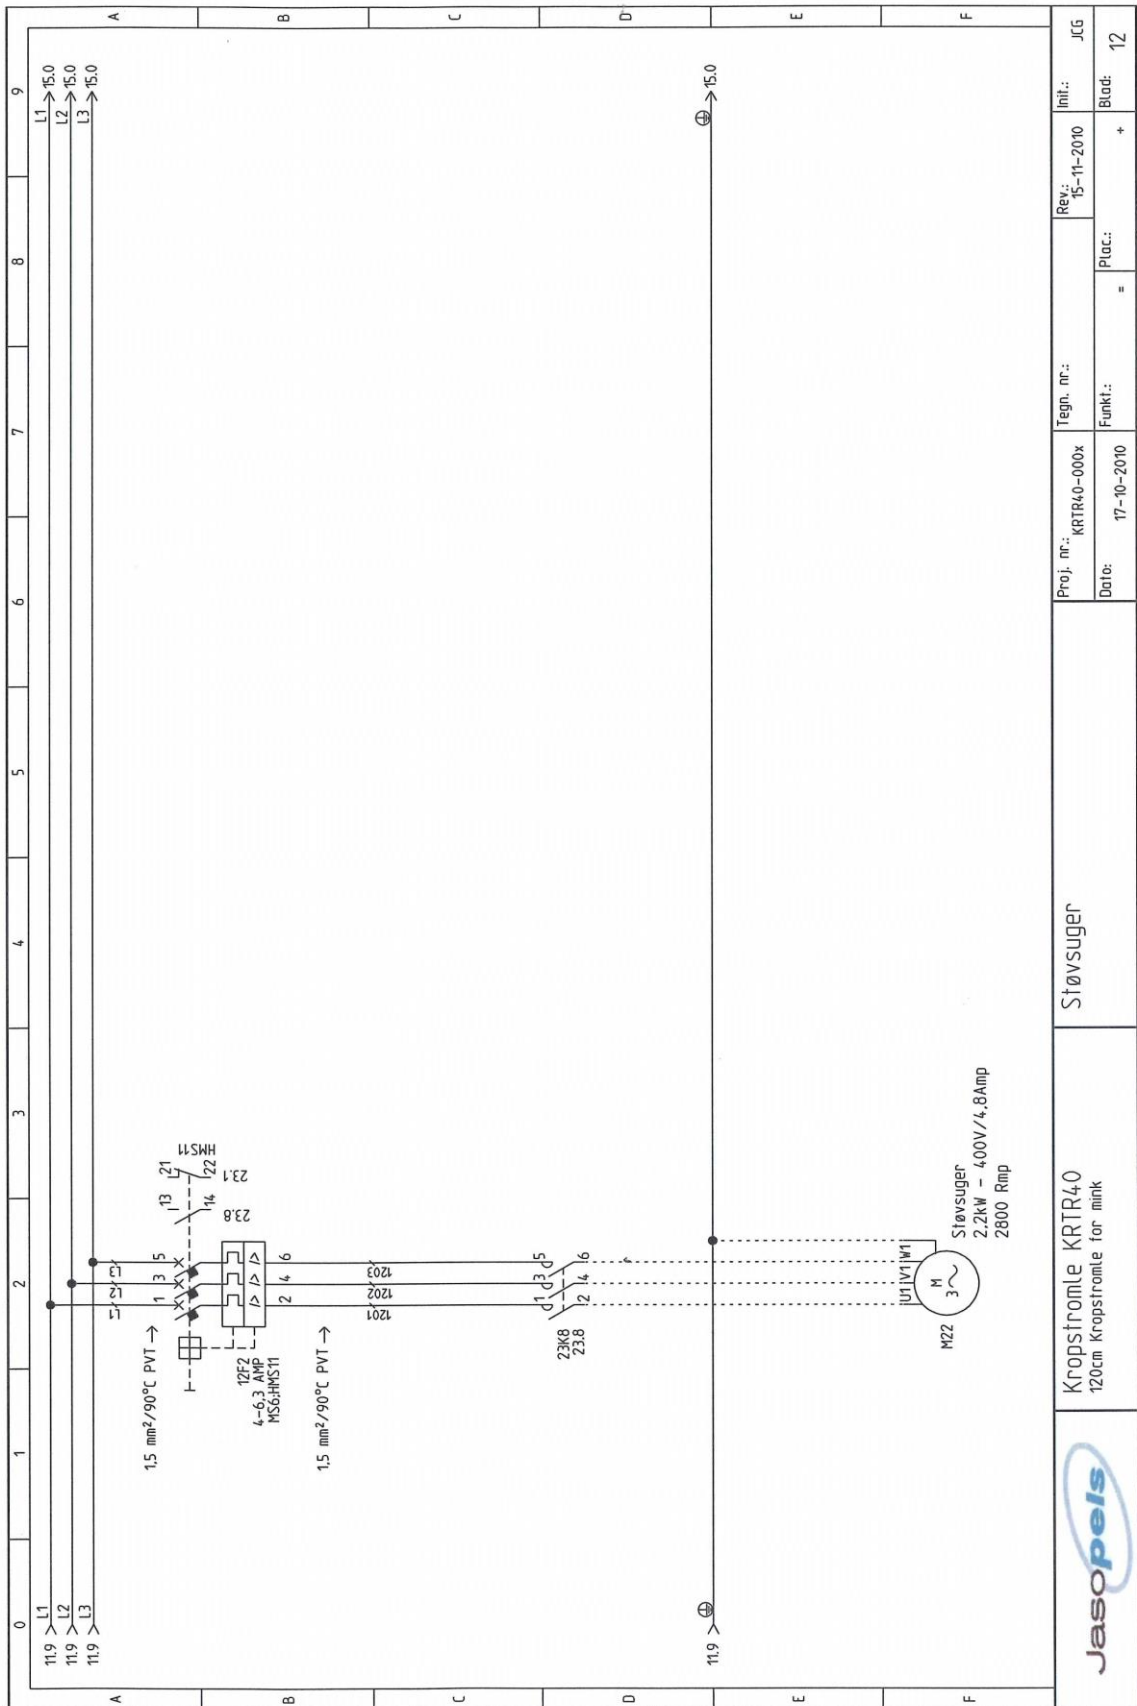 0 1 2 3 4 5 6 7 8 9
A
B
C
D
E
F
A
B
C
D
E
F
11.9 L1
11.9 L2
11.9 L3
L1 15.0
L2 15.0
L3 15.0
L1 L2 L3
1.5 mm²/90°C PVT →
1 3 5
13 21
14 22
23.8 23.1
HMS11
12F2
4-6,3 AMP
MS6;HMS11
I> I> I>
2 4 6
1.5 mm²/90°C PVT →
1201 1202 1203
23K8
23.8
1 3 5
2 4 6
11.9
15.0
U1 V1 W1
M22
M
3~
Støvsuger
2.2kW - 400V/4.8Amp
2800 Rmp
Jasopels
Kropstromle KRTR40
120cm Kropstromle for mink
Støvsuger
Proj. nr.: KRTR40-000x
Tegn. nr.:
Rev.: 15-11-2010
Init.: JCG
Dato: 17-10-2010
Funkt.: =
Plac.: +
Blad: 12